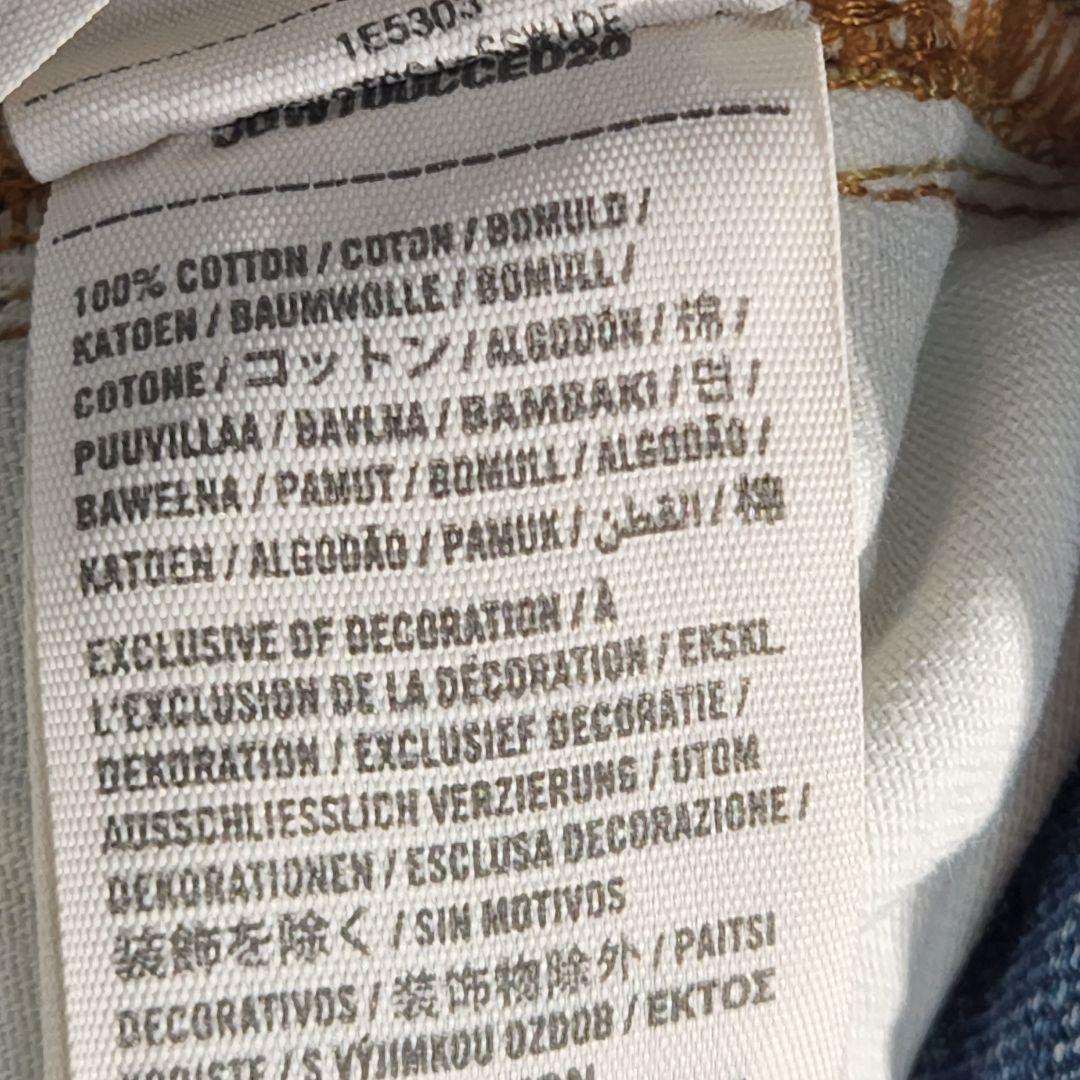 1E5303
100% COTTON / COTON / BOMULD /
KATOEN / BAUMWOLLE / BOMULL /
COTONE / コットン / ALGODÓN / 棉 /
PUUVILLAA / BAVLNA / BAMBAKI / 면 /
BAWEŁNA / PAMUT / BOMULL / ALGODÃO /
KATOEN / ALGODÃO / PAMUK / القطن / 棉
EXCLUSIVE OF DECORATION / À
L'EXCLUSION DE LA DÉCORATION / EKSKL.
DEKORATION / EXCLUSIEF DECORATIE /
AUSSCHLIESSLICH VERZIERUNG / UTOM
DEKORATIONEN / ESCLUSA DECORAZIONE /
装飾を除く / SIN MOTIVOS
DECORATIVOS / 装饰物除外 / PAITSI
KORISTE / S VÝJIMKOU OZDOB / ΕΚΤΟΣ